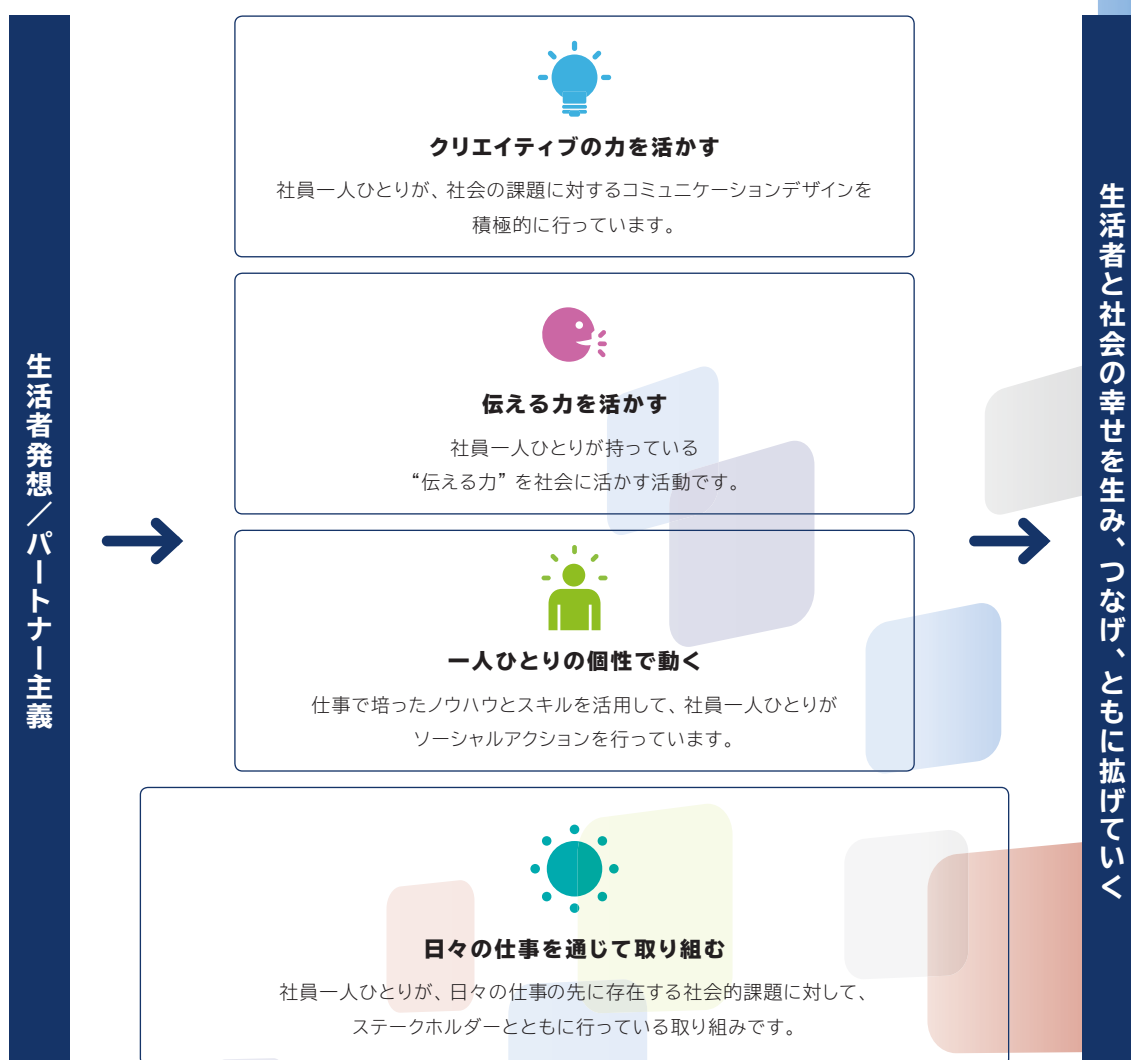 生活者発想／パートナー主義
クリエイティブの力を活かす
社員一人ひとりが、社会の課題に対するコミュニケーションデザインを
積極的に行っています。
伝える力を活かす
社員一人ひとりが持っている
“伝える力”を社会に活かす活動です。
一人ひとりの個性で動く
仕事で培ったノウハウとスキルを活用して、社員一人ひとりが
ソーシャルアクションを行っています。
日々の仕事を通じて取り組む
社員一人ひとりが、日々の仕事の先に存在する社会的課題に対して、
ステークホルダーとともに行っている取り組みです。
生活者と社会の幸せを生み、つなげ、ともに拡げていく